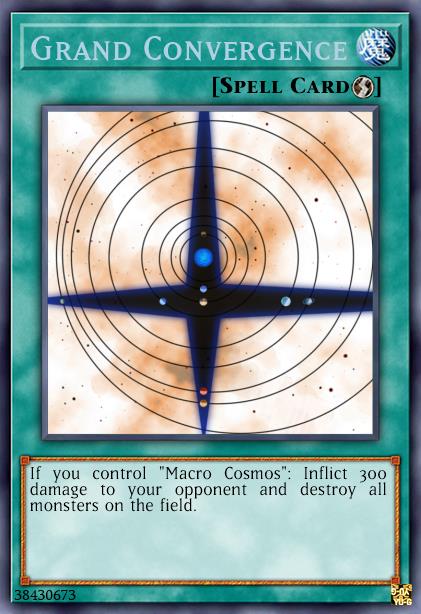 GRAND CONVERGENCE
魔
[SPELL CARD]
If you control "Macro Cosmos": Inflict 300
damage to your opponent and destroy all
monsters on the field.
38430673